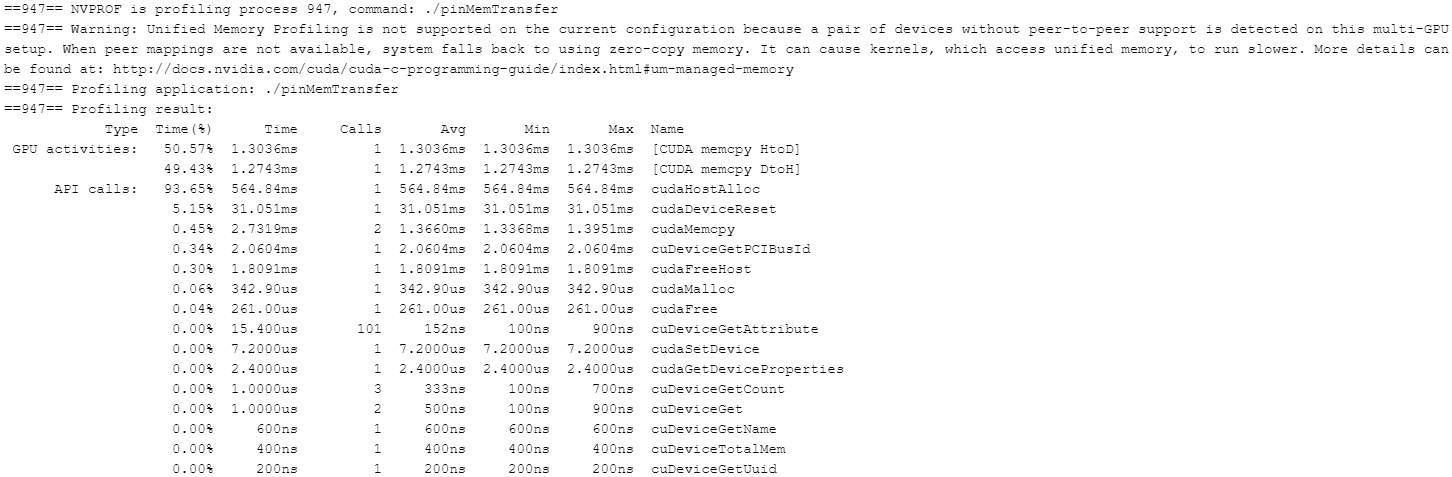 ==947== NVPROF is profiling process 947, command: ./pinMemTransfer
==947== Warning: Unified Memory Profiling is not supported on the current configuration because a pair of devices without peer-to-peer support is detected on this multi-GPU
setup. When peer mappings are not available, system falls back to using zero-copy memory. It can cause kernels, which access unified memory, to run slower. More details can
be found at: http://docs.nvidia.com/cuda/cuda-c-programming-guide/index.html#um-managed-memory
==947== Profiling application: ./pinMemTransfer
==947== Profiling result:
            Type  Time(%)      Time     Calls       Avg       Min       Max  Name
 GPU activities:   50.57%  1.3036ms         1  1.3036ms  1.3036ms  1.3036ms  [CUDA memcpy HtoD]
                   49.43%  1.2743ms         1  1.2743ms  1.2743ms  1.2743ms  [CUDA memcpy DtoH]
      API calls:   93.65%  564.84ms         1  564.84ms  564.84ms  564.84ms  cudaHostAlloc
                    5.15%  31.051ms         1  31.051ms  31.051ms  31.051ms  cudaDeviceReset
                    0.45%  2.7319ms         2  1.3660ms  1.3368ms  1.3951ms  cudaMemcpy
                    0.34%  2.0604ms         1  2.0604ms  2.0604ms  2.0604ms  cuDeviceGetPCIBusId
                    0.30%  1.8091ms         1  1.8091ms  1.8091ms  1.8091ms  cudaFreeHost
                    0.06%  342.90us         1  342.90us  342.90us  342.90us  cudaMalloc
                    0.04%  261.00us         1  261.00us  261.00us  261.00us  cudaFree
                    0.00%  15.400us       101     152ns     100ns     900ns  cuDeviceGetAttribute
                    0.00%  7.2000us         1  7.2000us  7.2000us  7.2000us  cudaSetDevice
                    0.00%  2.4000us         1  2.4000us  2.4000us  2.4000us  cudaGetDeviceProperties
                    0.00%  1.0000us         3     333ns     100ns     700ns  cuDeviceGetCount
                    0.00%  1.0000us         2     500ns     100ns     900ns  cuDeviceGet
                    0.00%     600ns         1     600ns     600ns     600ns  cuDeviceGetName
                    0.00%     400ns         1     400ns     400ns     400ns  cuDeviceTotalMem
                    0.00%     200ns         1     200ns     200ns     200ns  cuDeviceGetUuid